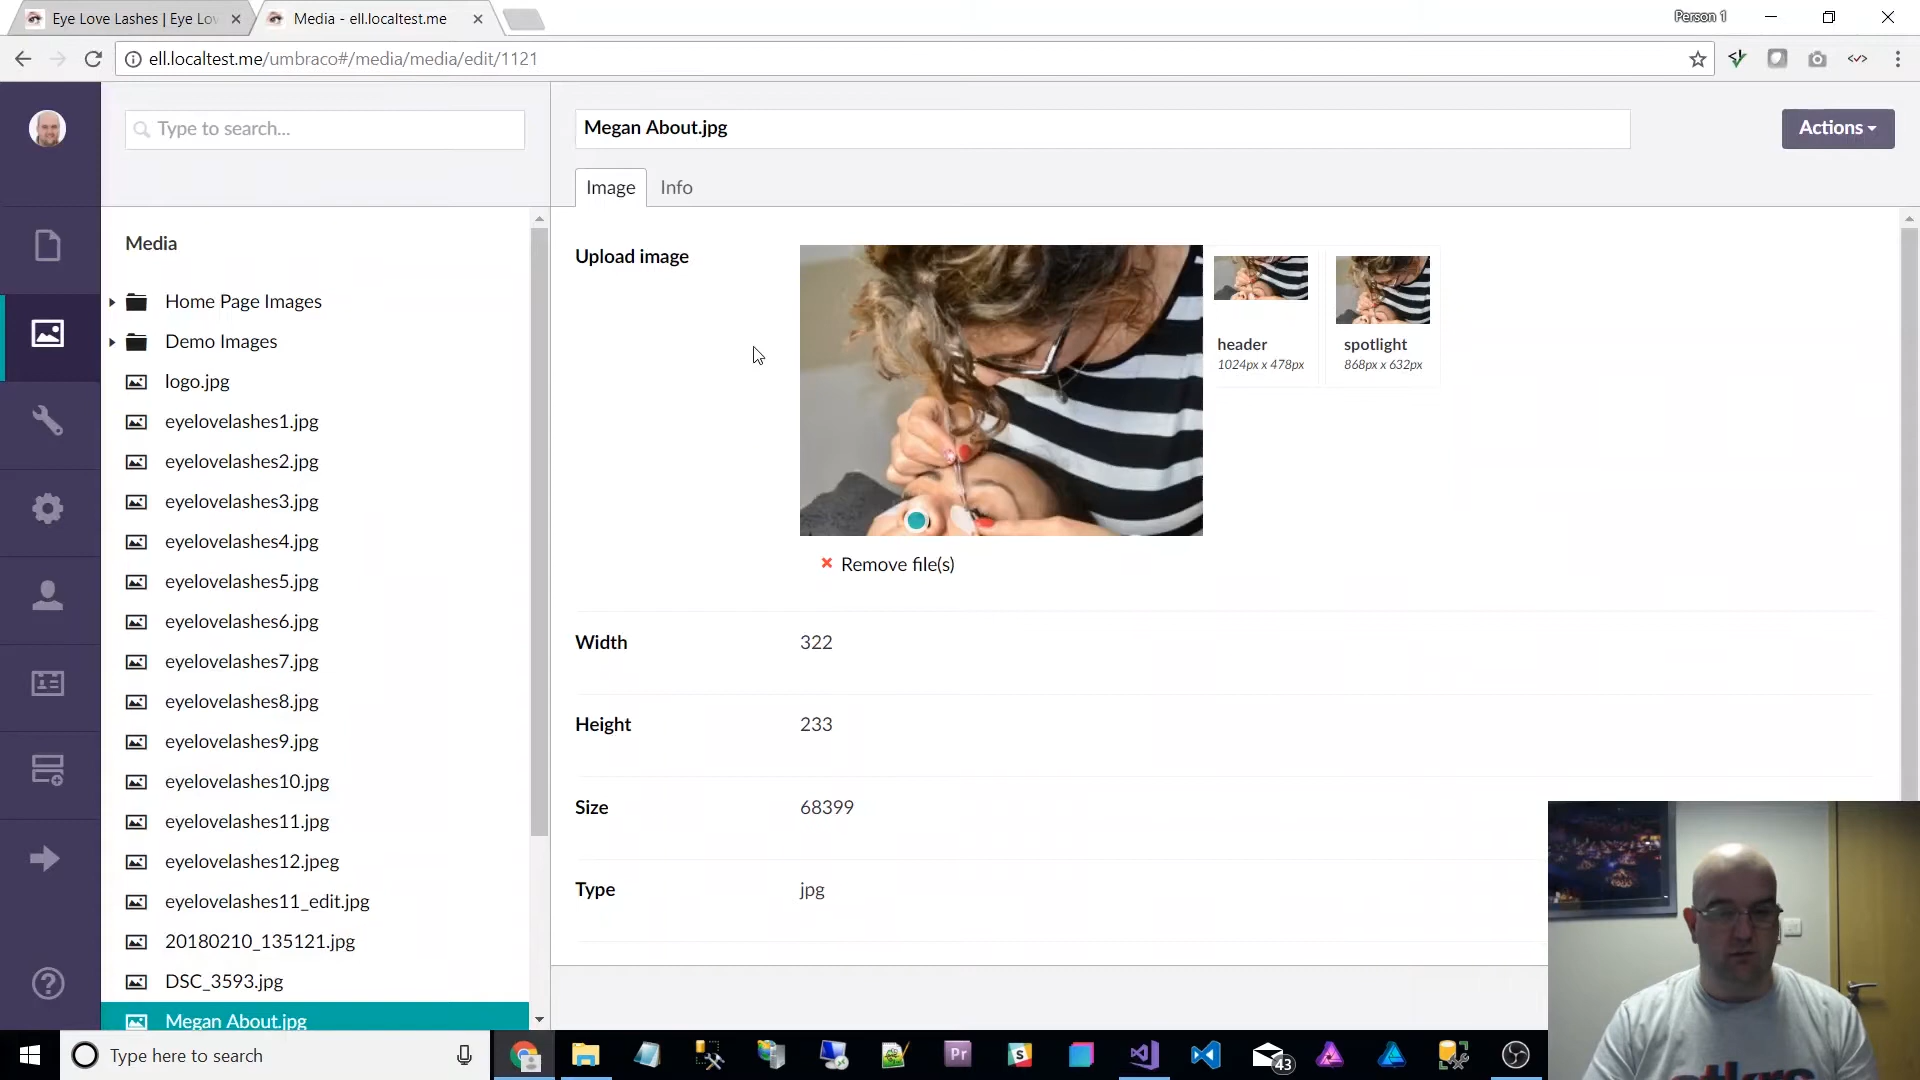 Eye Love Lashes | Eye Lov
Media - ell.localtest.me
Person 1
ell.localtest.me/umbraco#/media/media/edit/1121
Type to search...
Megan About.jpg
Actions
Image
Info
Media
Home Page Images
Demo Images
logo.jpg
eyelovelashes1.jpg
eyelovelashes2.jpg
eyelovelashes3.jpg
eyelovelashes4.jpg
eyelovelashes5.jpg
eyelovelashes6.jpg
eyelovelashes7.jpg
eyelovelashes8.jpg
eyelovelashes9.jpg
eyelovelashes10.jpg
eyelovelashes11.jpg
eyelovelashes12.jpeg
eyelovelashes11_edit.jpg
20180210_135121.jpg
DSC_3593.jpg
Megan About.jpg
Upload image
header
1024px x 478px
spotlight
868px x 632px
Remove file(s)
Width 322
Height 233
Size 68399
Type jpg
Type here to search
Pr
S
43